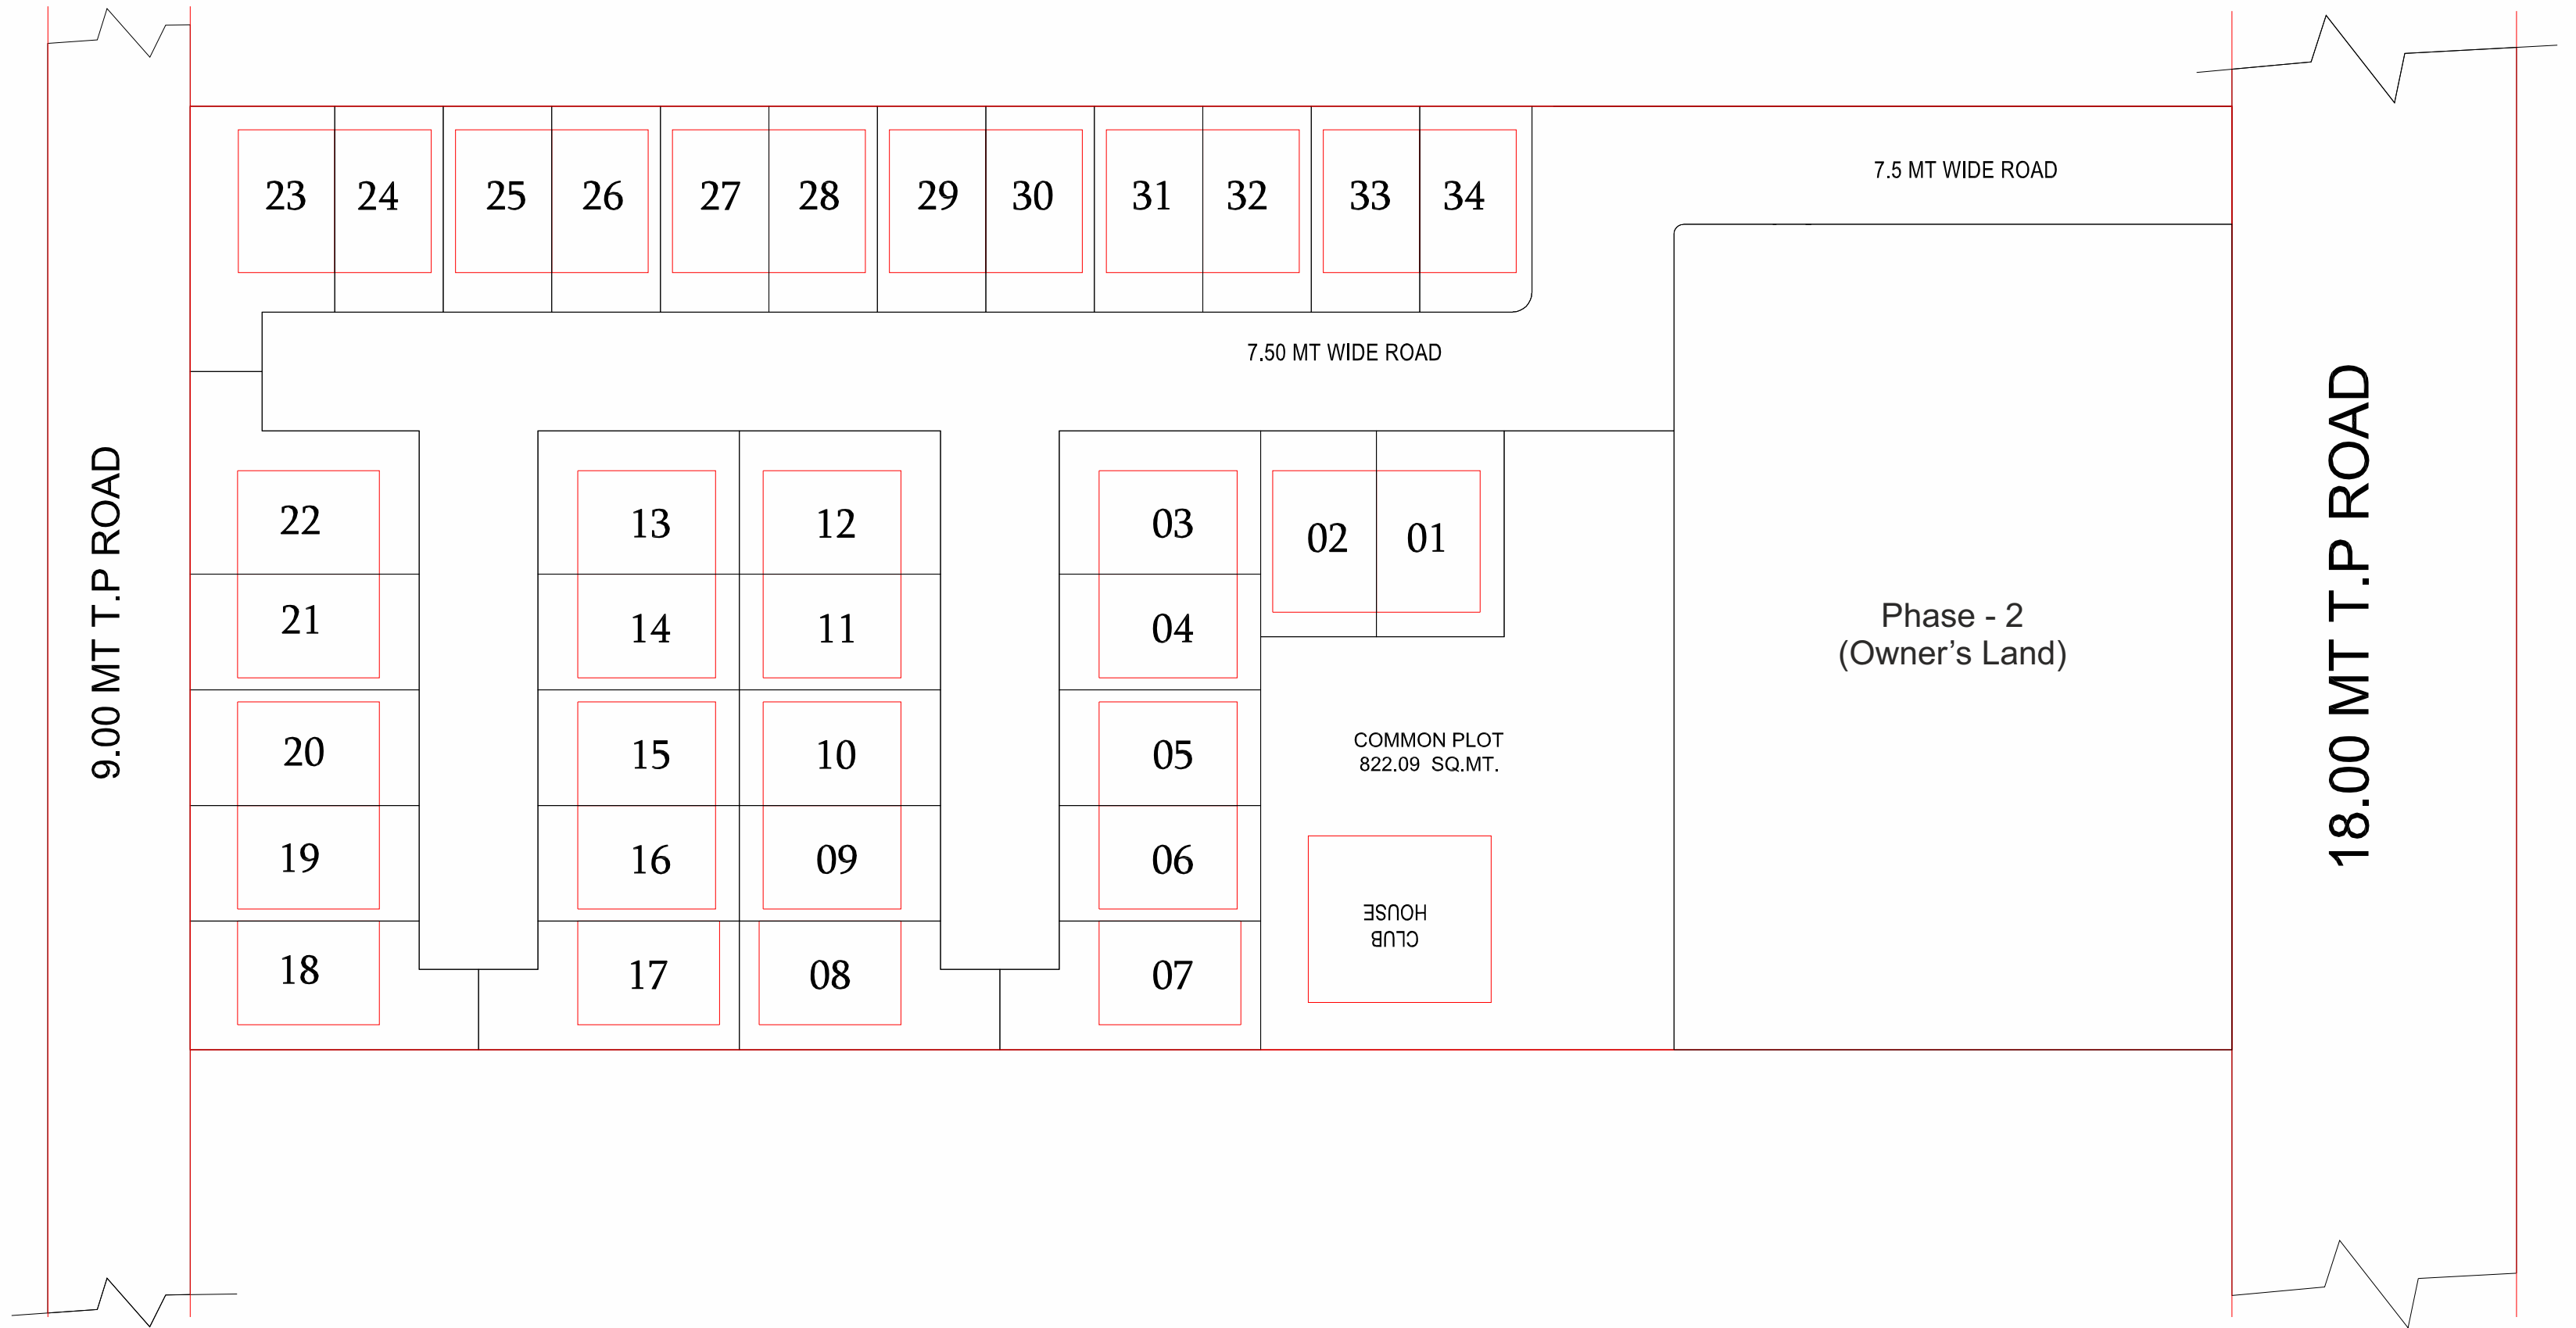 23 24 25 26 27 28 29 30 31 32 33 34
7.5 MT WIDE ROAD
7.50 MT WIDE ROAD
9.00 MT T.P ROAD
18.00 MT T.P ROAD
22 13 12 03 02 01
21 14 11 04
Phase - 2
(Owner’s Land)
20 15 10 05
COMMON PLOT
822.09 SQ.MT.
19 16 09 06
CLUB
HOUSE
18 17 08 07